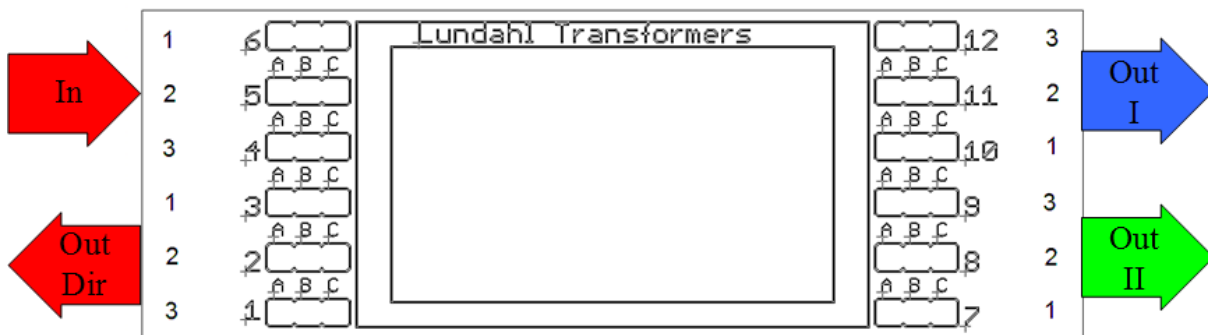 1 6 Lundahl Transformers 12 3
A B C A B C
In 2 5 11 2 Out I
A B C A B C
3 4 10 1
A B C A B C
1 3 9 3
A B C A B C
Out Dir 2 2 8 2 Out II
A B C A B C
3 1 7 1